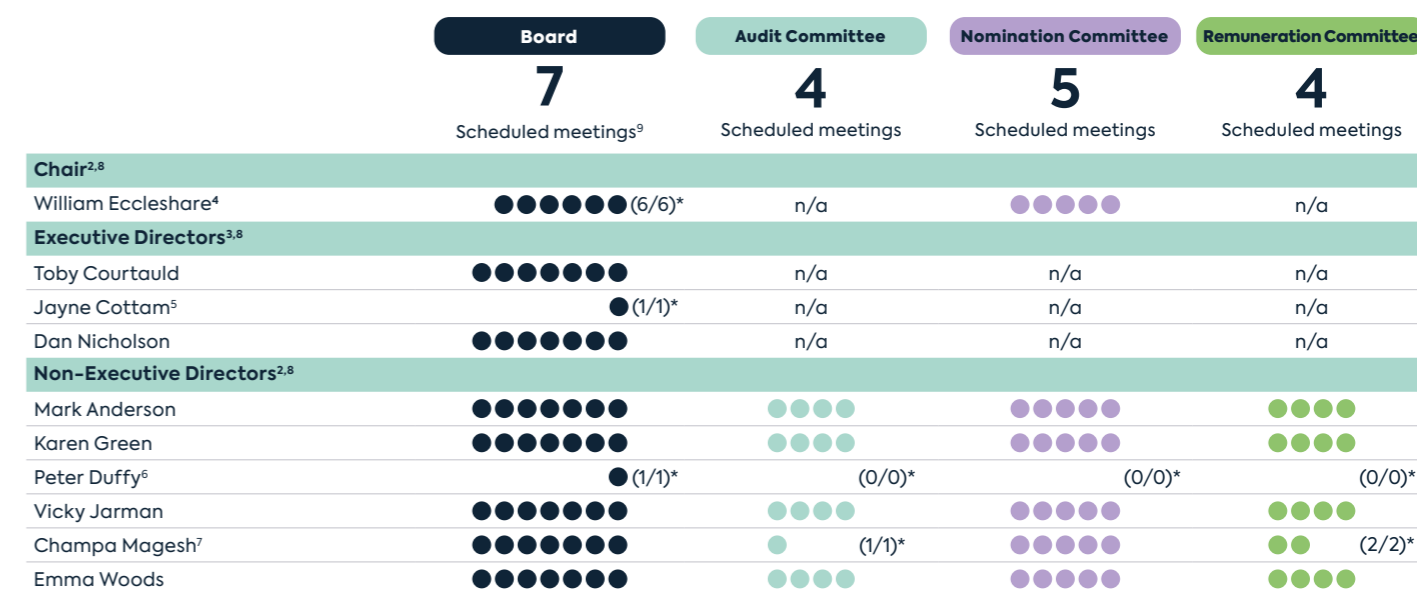 Board Audit Committee Nomination Committee Remuneration Committee
7 4 5 4
Scheduled meetings⁹ Scheduled meetings Scheduled meetings Scheduled meetings
Chair²,⁸
William Eccleshare⁴ (6/6)* n/a n/a
Executive Directors³,⁸
Toby Courtauld n/a n/a n/a
Jayne Cottam⁵ (1/1)* n/a n/a n/a
Dan Nicholson n/a n/a n/a
Non-Executive Directors²,⁸
Mark Anderson
Karen Green
Peter Duffy⁶ (1/1)* (0/0)* (0/0)* (0/0)*
Vicky Jarman
Champa Magesh⁷ (1/1)* (2/2)*
Emma Woods